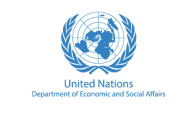 United Nations
Department of Economic and Social Affairs